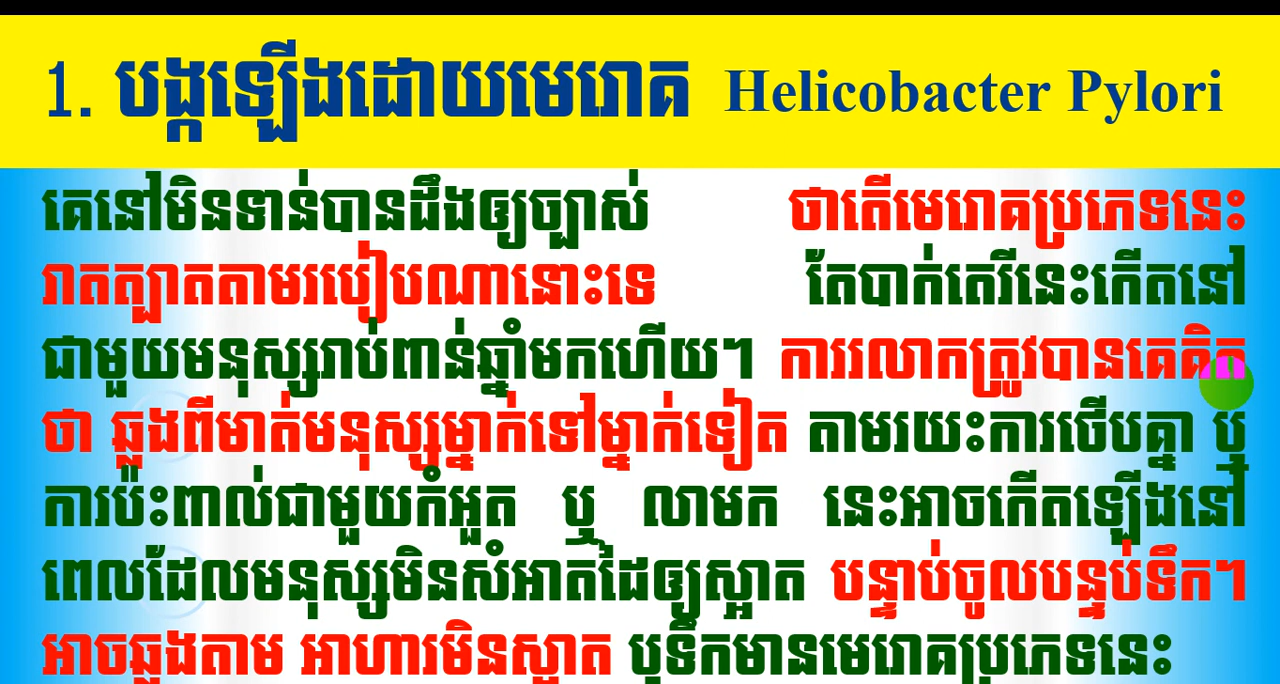 1. បង្កឡើងដោយមេរោគ Helicobacter Pylori
គេនៅមិនទាន់បានដឹងឲ្យច្បាស់ ថាតើមេរោគប្រភេទនេះ
រាតត្បាតតាមរបៀបណានោះទេ តែបាក់តេរីនេះកើតនៅ
ជាមួយមនុស្សរាប់ពាន់ឆ្នាំមកហើយ។ ការរលាកត្រូវបានគេគិត
ថា ឆ្លងពីមាត់មនុស្សម្នាក់ទៅម្នាក់ទៀត តាមរយះការថើបគ្នា ឬ
ការប៉ះពាល់ជាមួយកំអួត ឬ លាមក នេះអាចកើតឡើងនៅ
ពេលដែលមនុស្សមិនសំអាតដៃឲ្យស្អាត បន្ទាប់ចូលបន្ទប់ទឹក។
អាចឆ្លងតាម អាហារមិនស្អាត ឬទឹកមានមេរោគប្រភេទនេះ